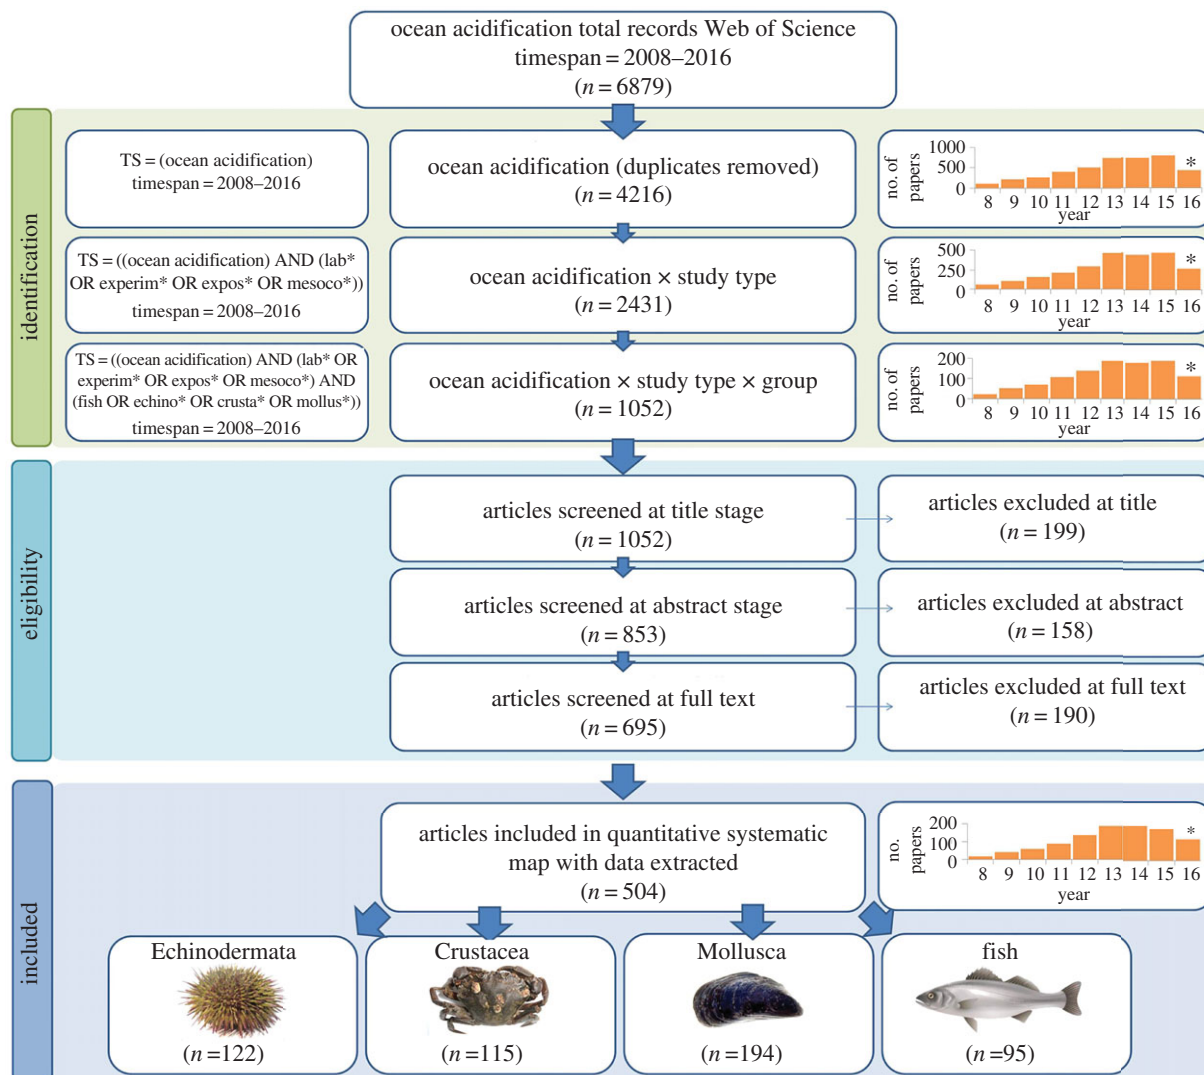 ocean acidification total records Web of Science
timespan = 2008–2016
(n = 6879)
identification
TS = (ocean acidification)
timespan = 2008–2016
ocean acidification (duplicates removed)
(n = 4216)
no. of
papers
1000
500
0
*
8 9 10 11 12 13 14 15 16
year
TS = ((ocean acidification) AND (lab*
OR experim* OR expos* OR mesoco*))
timespan = 2008–2016
ocean acidification × study type
(n = 2431)
no. of
papers
500
250
0
*
8 9 10 11 12 13 14 15 16
year
TS = ((ocean acidification) AND (lab* OR
experim* OR expos* OR mesoco*) AND
(fish OR echino* OR crusta* OR mollus*))
timespan = 2008–2016
ocean acidification × study type × group
(n = 1052)
no. of
papers
200
100
0
*
8 9 10 11 12 13 14 15 16
year
eligibility
articles screened at title stage
(n = 1052)
articles excluded at title
(n = 199)
articles screened at abstract stage
(n = 853)
articles excluded at abstract
(n = 158)
articles screened at full text
(n = 695)
articles excluded at full text
(n = 190)
included
articles included in quantitative systematic
map with data extracted
(n = 504)
no.
papers
200
100
0
*
8 9 10 11 12 13 14 15 16
year
Echinodermata
(n =122)
Crustacea
(n =115)
Mollusca
(n =194)
fish
(n =95)